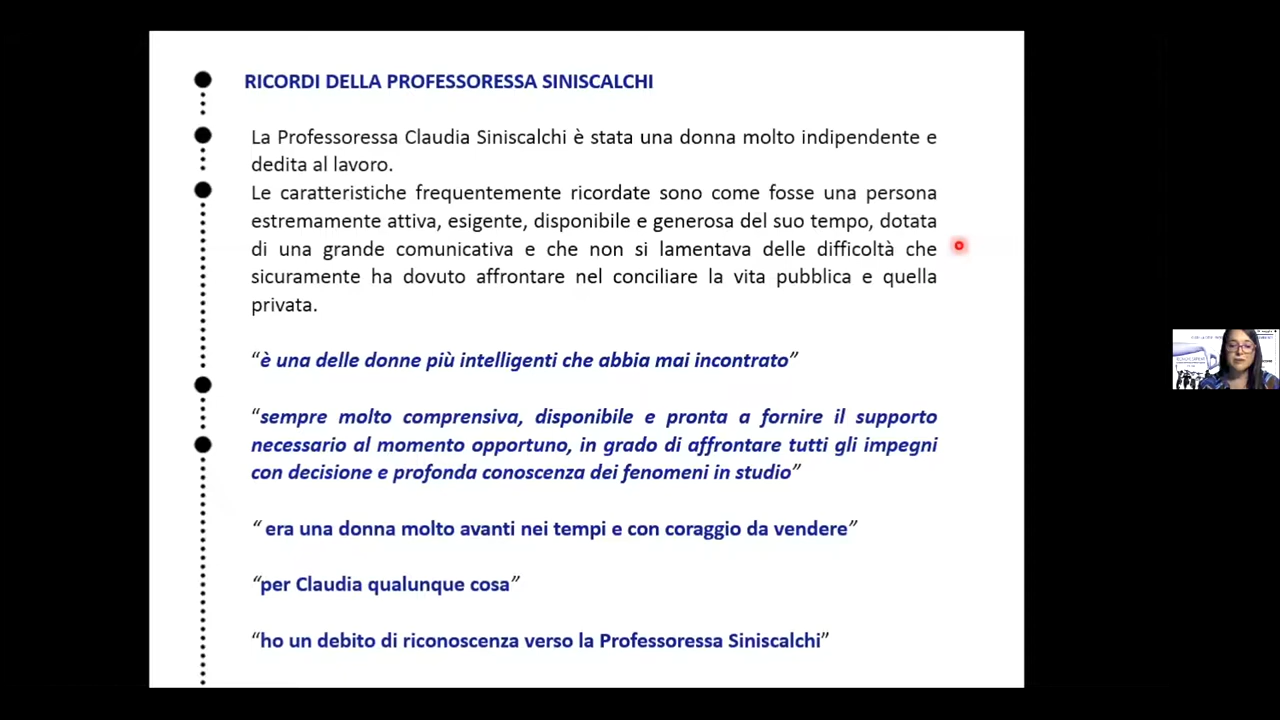 RICORDI DELLA PROFESSORESSA SINISCALCHI
La Professoressa Claudia Siniscalchi è stata una donna molto indipendente e
dedita al lavoro.
Le caratteristiche frequentemente ricordate sono come fosse una persona
estremamente attiva, esigente, disponibile e generosa del suo tempo, dotata
di una grande comunicativa e che non si lamentava delle difficoltà che
sicuramente ha dovuto affrontare nel conciliare la vita pubblica e quella
privata.
“è una delle donne più intelligenti che abbia mai incontrato”
“sempre molto comprensiva, disponibile e pronta a fornire il supporto
necessario al momento opportuno, in grado di affrontare tutti gli impegni
con decisione e profonda conoscenza dei fenomeni in studio”
“ era una donna molto avanti nei tempi e con coraggio da vendere”
“per Claudia qualunque cosa”
“ho un debito di riconoscenza verso la Professoressa Siniscalchi”